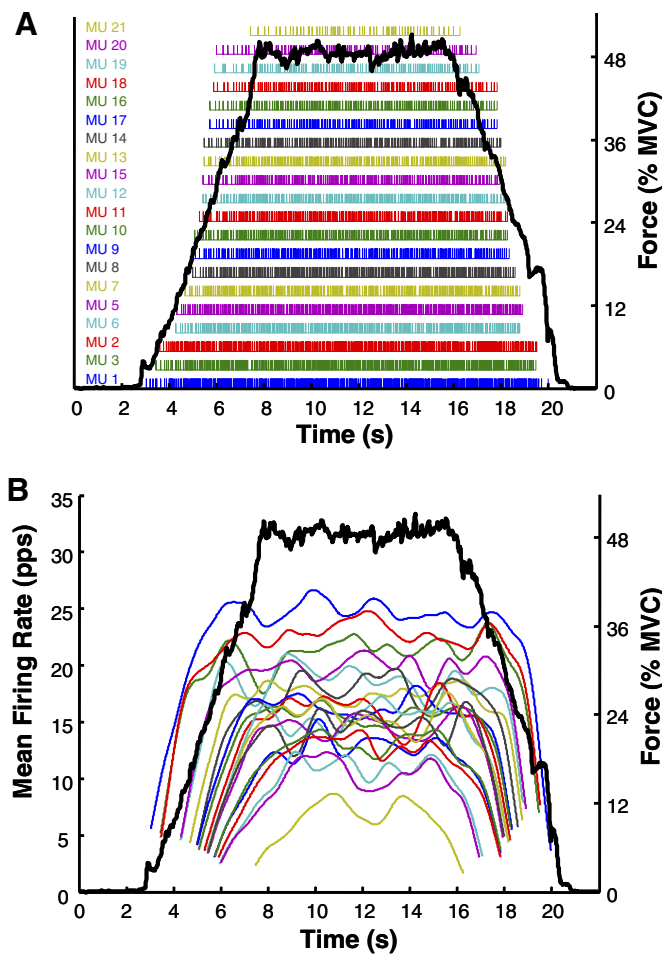 A
MU 21
MU 20
MU 19
MU 18
MU 16
MU 17
MU 14
MU 13
MU 15
MU 12
MU 11
MU 10
MU 9
MU 8
MU 7
MU 5
MU 6
MU 2
MU 3
MU 1
48
36
24
12
0
Force (% MVC)
0 2 4 6 8 10 12 14 16 18 20
Time (s)
B
35
30
25
20
15
10
5
0
Mean Firing Rate (pps)
48
36
24
12
0
Force (% MVC)
0 2 4 6 8 10 12 14 16 18 20
Time (s)